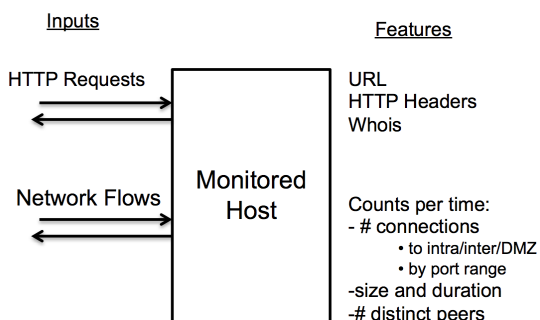 Inputs
Features
HTTP Requests
URL
HTTP Headers
Whois
Monitored
Host
Network Flows
Counts per time:
- # connections
• to intra/inter/DMZ
• by port range
-size and duration
-# distinct peers